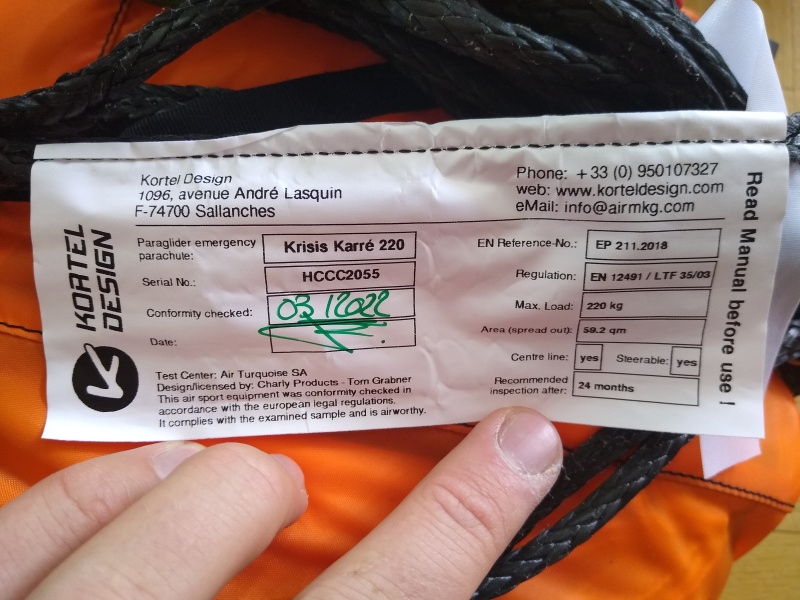 Kortel Design
1096, avenue André Lasquin
F-74700 Sallanches
Phone: +33 (0) 950107327
web: www.korteldesign.com
eMail: info@airmkg.com
KORTEL
DESIGN
Paraglider emergency
parachute: Krisis Karré 220
Serial No.: HCCC2055
Conformity checked: 03/2022
Date:
Test Center: Air Turquoise SA
Design/licensed by: Charly Products - Tom Grabner
This air sport equipment was conformity checked in
accordance with the european legal regulations.
It complies with the examined sample and is airworthy.
EN Reference-No.: EP 211.2018
Regulation: EN 12491 / LTF 35/03
Max. Load: 220 kg
Area (spread out): 59.2 qm
Centre line: yes Steerable: yes
Recommended
inspection after: 24 months
Read Manual before use !